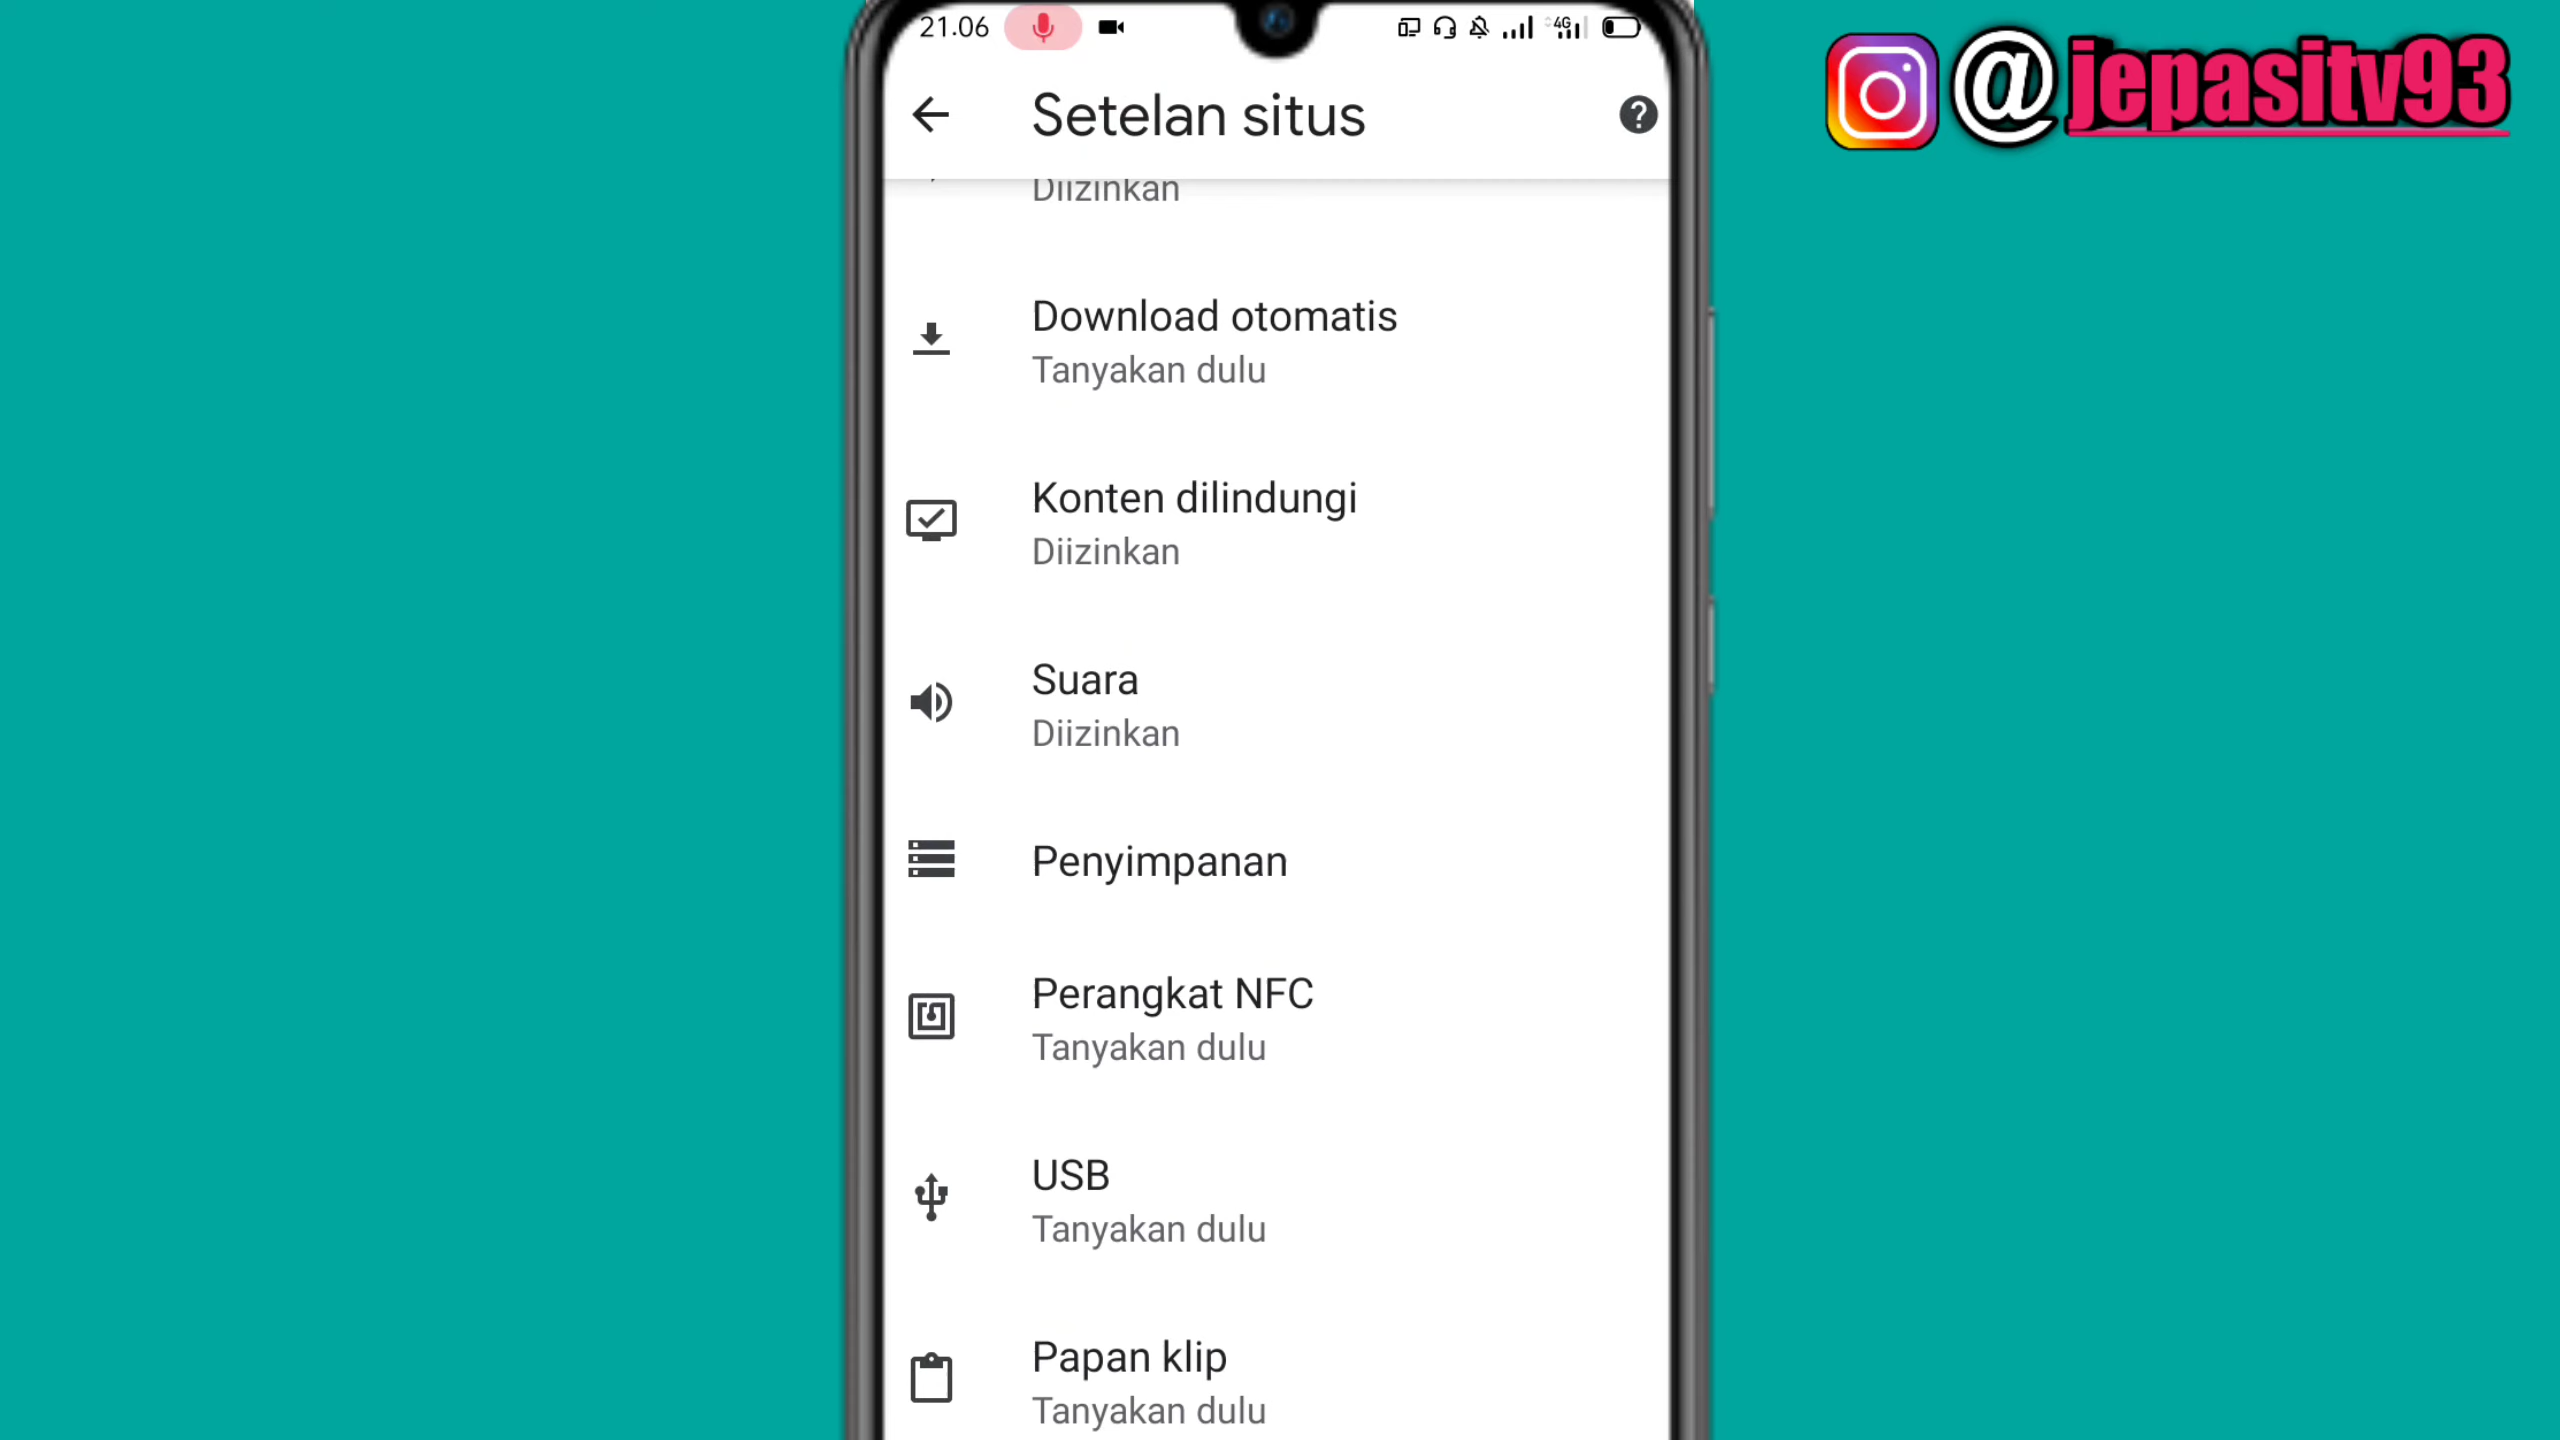 21.06
4G
Setelan situs
@jepasitv93
Diizinkan
Download otomatis
Tanyakan dulu
Konten dilindungi
Diizinkan
Suara
Diizinkan
Penyimpanan
Perangkat NFC
Tanyakan dulu
USB
Tanyakan dulu
Papan klip
Tanyakan dulu